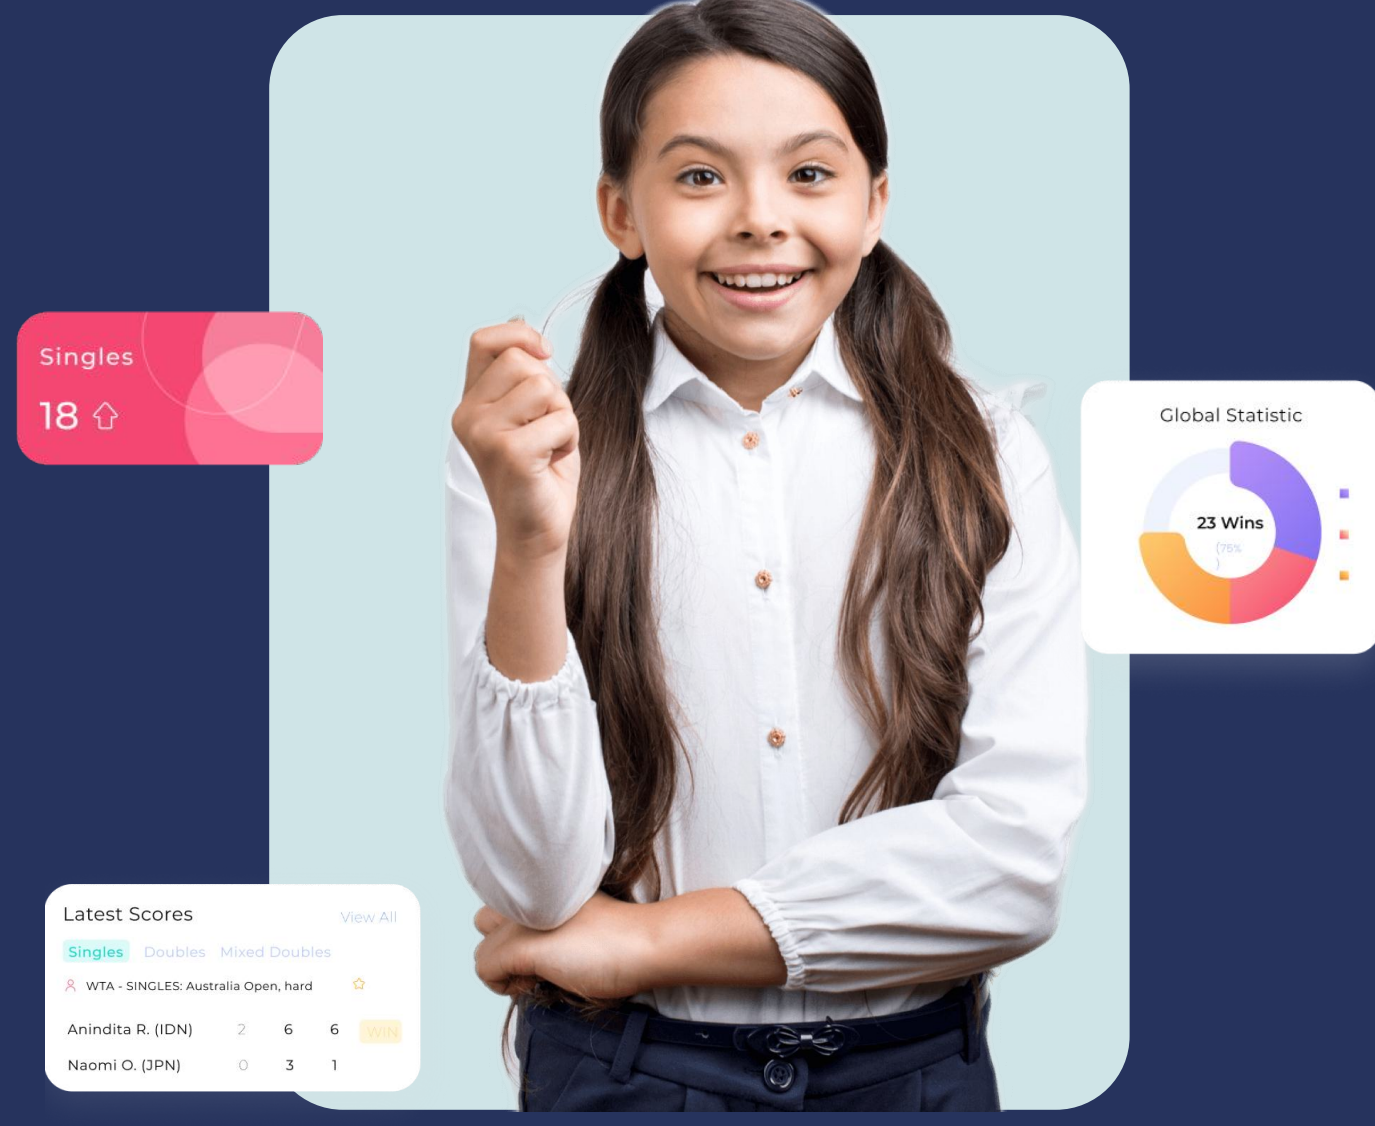 Singles
18
Global Statistic
23 Wins
(75%
)
Latest Scores
View All
Singles Doubles Mixed Doubles
WTA - SINGLES: Australia Open, hard
Anindita R. (IDN) 2 6 6 WIN
Naomi O. (JPN) 0 3 1